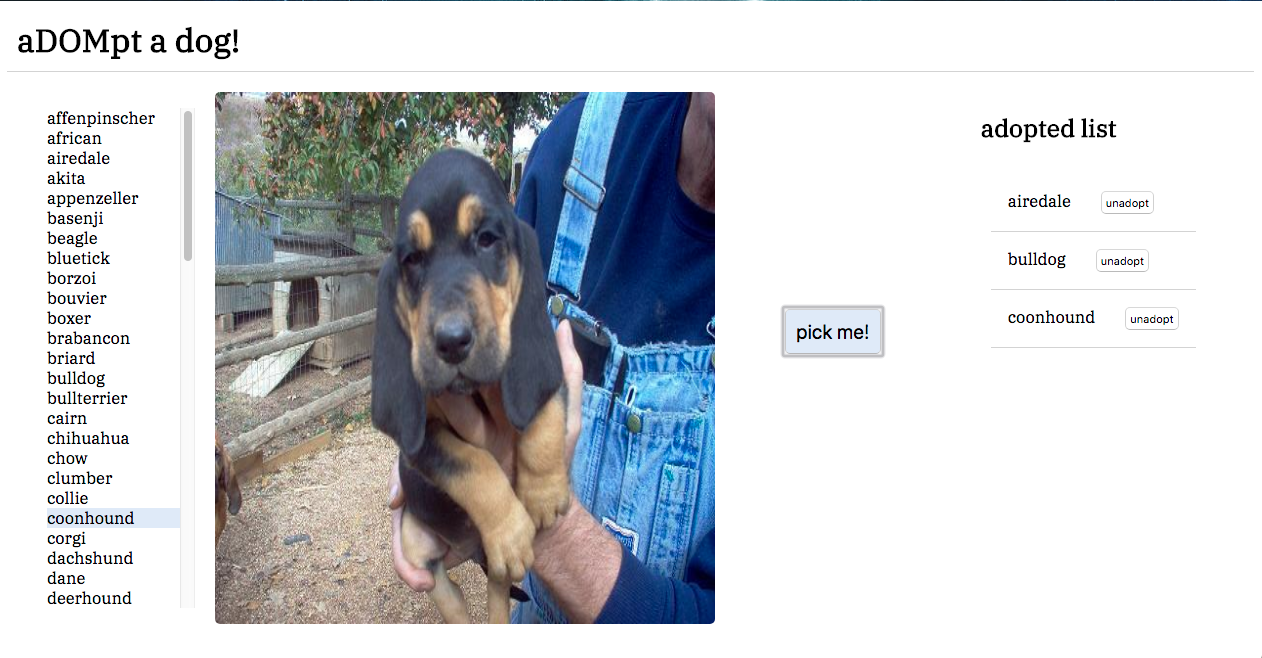 aDOMpt a dog!
affenpinscher
african
airedale
akita
appenzeller
basenji
beagle
bluetick
borzoi
bouvier
boxer
brabancon
briard
bulldog
bullterrier
cairn
chihuahua
chow
clumber
collie
coonhound
corgi
dachshund
dane
deerhound
pick me!
adopted list
airedale unadopt
bulldog unadopt
coonhound unadopt